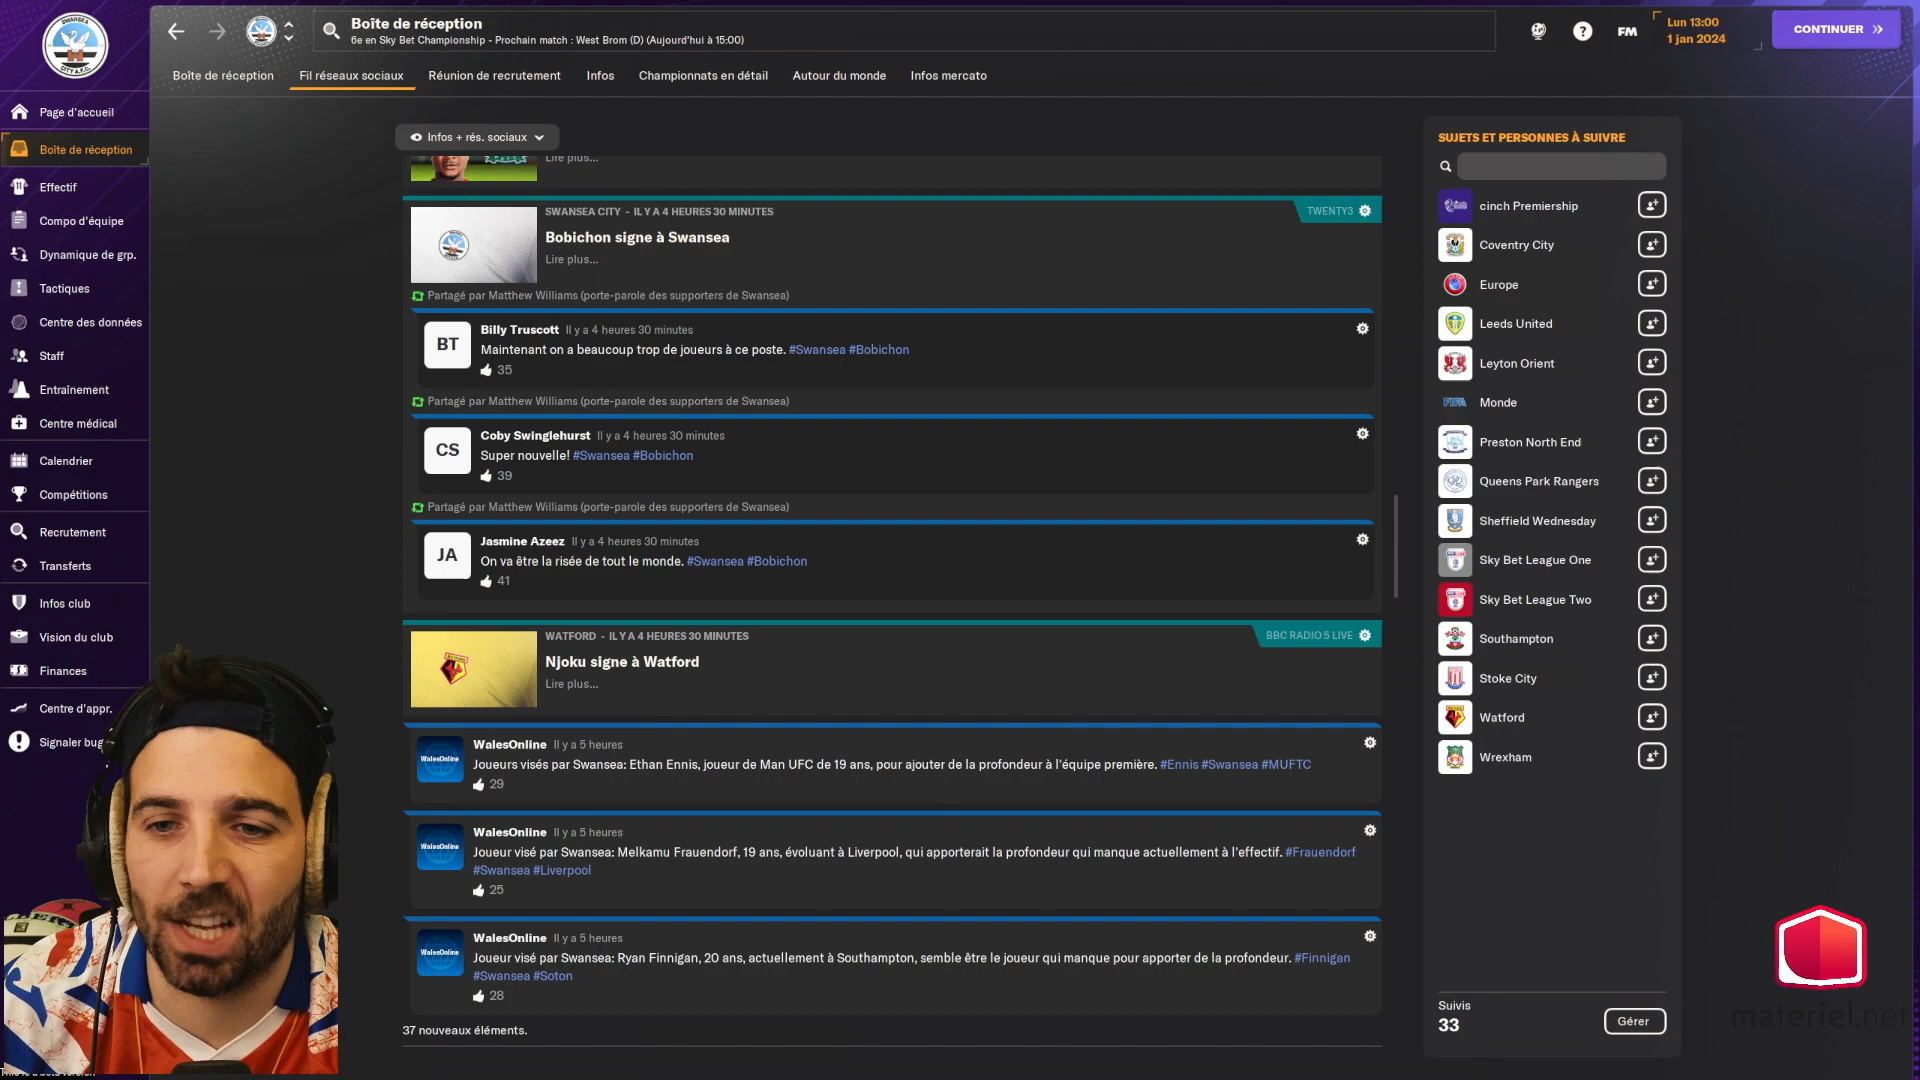 Boîte de réception
6e en Sky Bet Championship - Prochain match : West Brom (D) (Aujourd'hui à 15:00)
FM
Lun 13:00
1 jan 2024
CONTINUER
Boîte de réception
Fil réseaux sociaux
Réunion de recrutement
Infos
Championnats en détail
Autour du monde
Infos mercato
Page d'accueil
Boîte de réception
Effectif
Compo d'équipe
Dynamique de grp.
Tactiques
Centre des données
Staff
Entraînement
Centre médical
Calendrier
Compétitions
Recrutement
Transferts
Infos club
Vision du club
Finances
Centre d'appr.
Signaler bug
Infos + rés. sociaux
Lire plus...
SWANSEA CITY - IL Y A 4 HEURES 30 MINUTES
TWENTY3
Bobichon signe à Swansea
Lire plus...
Partagé par Matthew Williams (porte-parole des supporters de Swansea)
BT
Billy Truscott Il y a 4 heures 30 minutes
Maintenant on a beaucoup trop de joueurs à ce poste. #Swansea #Bobichon
35
Partagé par Matthew Williams (porte-parole des supporters de Swansea)
CS
Coby Swinglehurst Il y a 4 heures 30 minutes
Super nouvelle! #Swansea #Bobichon
39
Partagé par Matthew Williams (porte-parole des supporters de Swansea)
JA
Jasmine Azeez Il y a 4 heures 30 minutes
On va être la risée de tout le monde. #Swansea #Bobichon
41
WATFORD - IL Y A 4 HEURES 30 MINUTES
BBC RADIO 5 LIVE
Njoku signe à Watford
Lire plus...
WalesOnline
WalesOnline Il y a 5 heures
Joueurs visés par Swansea: Ethan Ennis, joueur de Man UFC de 19 ans, pour ajouter de la profondeur à l'équipe première. #Ennis #Swansea #MUFTC
29
WalesOnline
WalesOnline Il y a 5 heures
Joueur visé par Swansea: Melkamu Frauendorf, 19 ans, évoluant à Liverpool, qui apporterait la profondeur qui manque actuellement à l'effectif. #Frauendorf
#Swansea #Liverpool
25
WalesOnline
WalesOnline Il y a 5 heures
Joueur visé par Swansea: Ryan Finnigan, 20 ans, actuellement à Southampton, semble être le joueur qui manque pour apporter de la profondeur. #Finnigan
#Swansea #Soton
28
37 nouveaux éléments.
SUJETS ET PERSONNES À SUIVRE
cinch Premiership
Coventry City
Europe
Leeds United
Leyton Orient
FIFA
Monde
Preston North End
Queens Park Rangers
Sheffield Wednesday
Sky Bet League One
Sky Bet League Two
Southampton
Stoke City
Watford
Wrexham
Suivis
33
Gérer
materiel.net